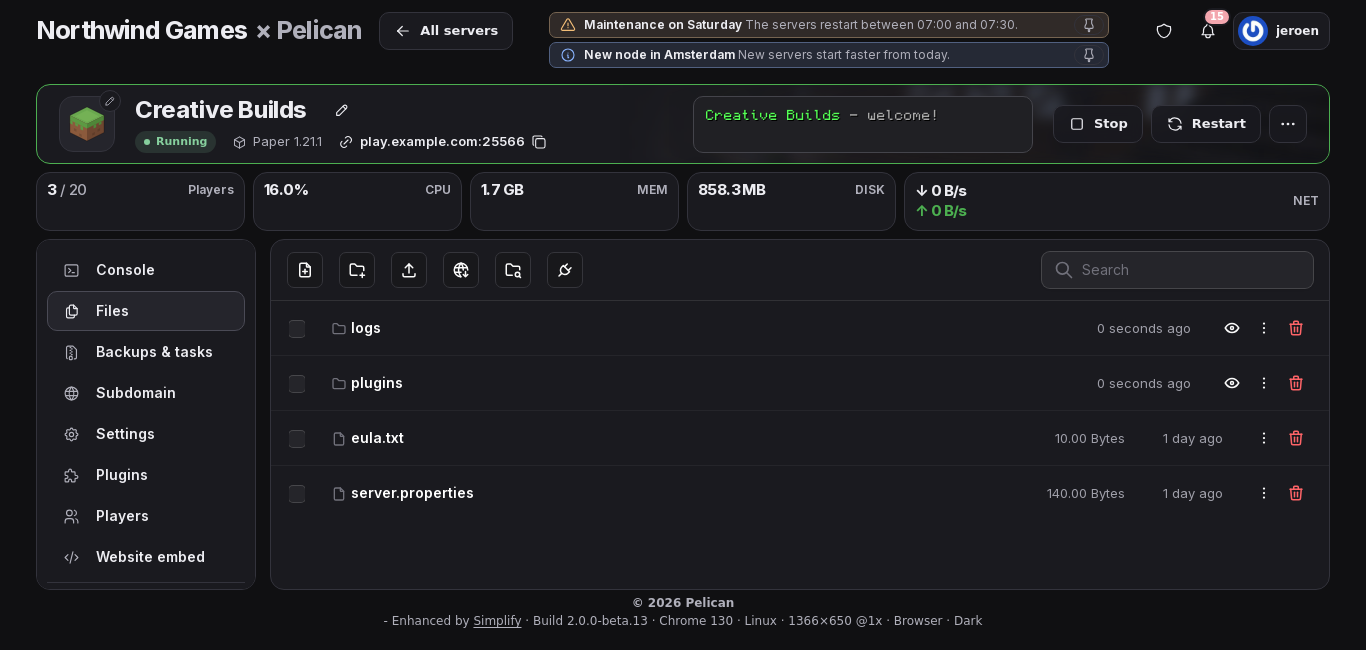 Northwind Games × Pelican
All servers
Maintenance on Saturday The servers restart between 07:00 and 07:30.
New node in Amsterdam New servers start faster from today.
15
jeroen
Creative Builds
Running
Paper 1.21.1
play.example.com:25566
Creative Builds – welcome!
Stop
Restart
3 / 20
Players
16.0%
CPU
1.7 GB
MEM
858.3 MB
DISK
↓ 0 B/s
↑ 0 B/s
NET
Console
Files
Backups & tasks
Subdomain
Settings
Plugins
Players
Website embed
Search
logs
0 seconds ago
plugins
0 seconds ago
eula.txt
10.00 Bytes
1 day ago
server.properties
140.00 Bytes
1 day ago
© 2026 Pelican
- Enhanced by Simplify · Build 2.0.0-beta.13 · Chrome 130 · Linux · 1366×650 @1x · Browser · Dark